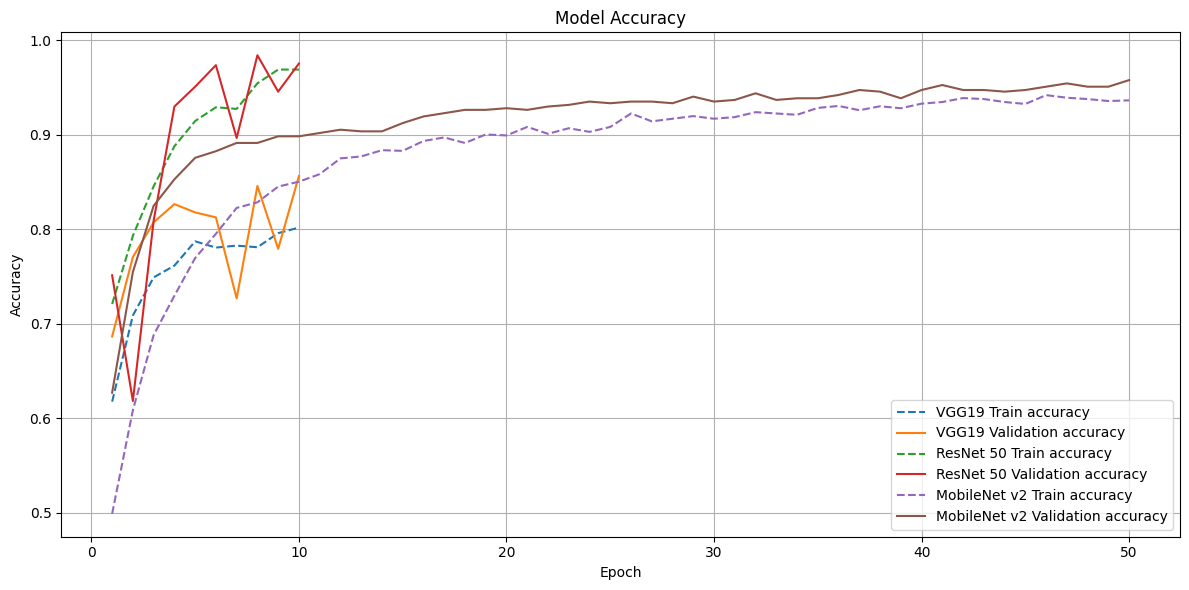 Model Accuracy
1.0
0.9
0.8
0.7
0.6
0.5
Accuracy
VGG19 Train accuracy
VGG19 Validation accuracy
ResNet 50 Train accuracy
ResNet 50 Validation accuracy
MobileNet v2 Train accuracy
MobileNet v2 Validation accuracy
0 10 20 30 40 50
Epoch